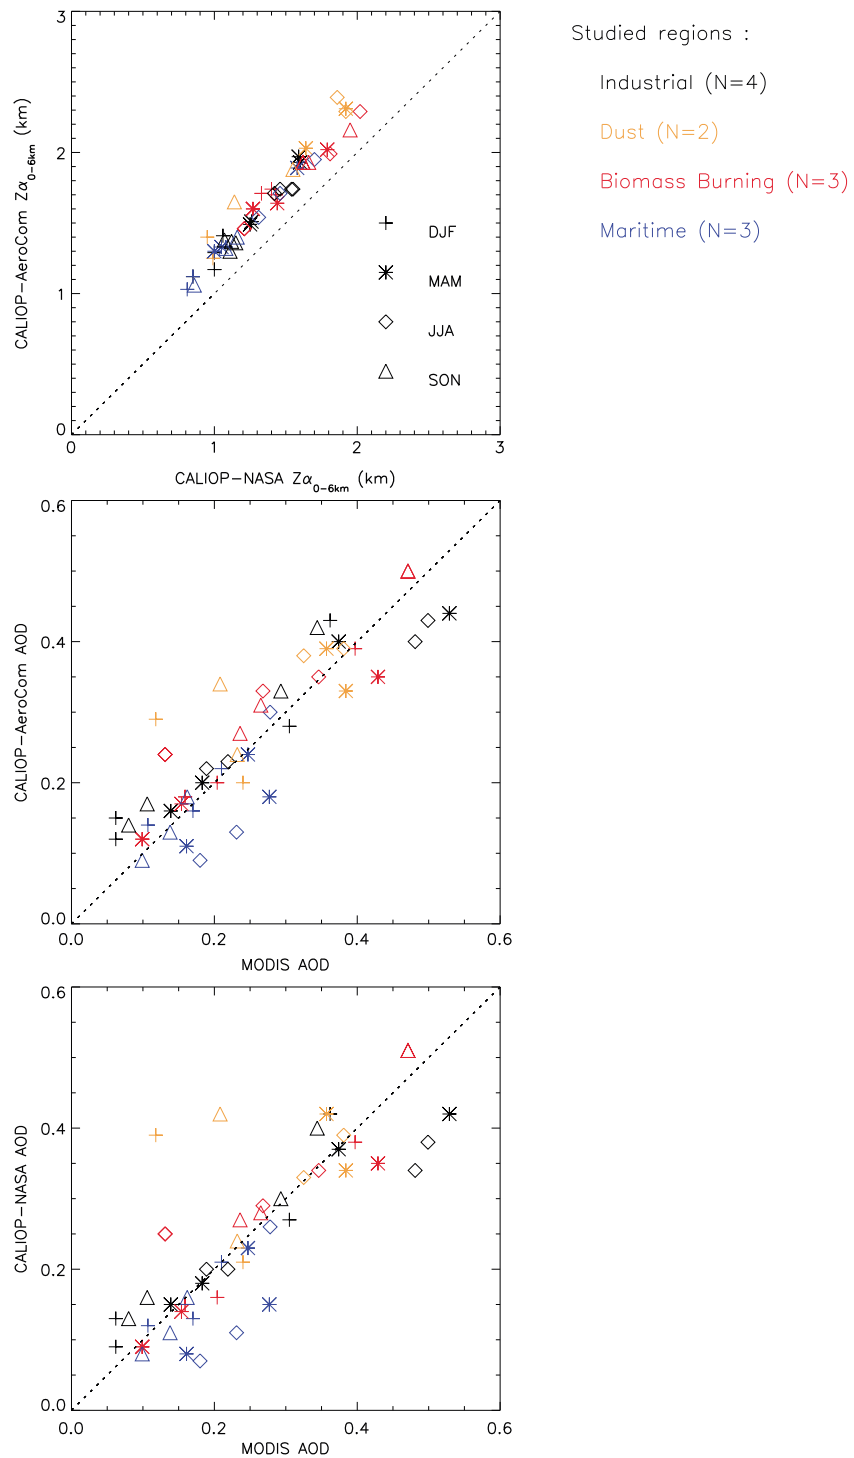 3
2
1
0
CALIOP-AeroCom Zα0-6km (km)
0 1 2 3
CALIOP-NASA Zα0-6km (km)
DJF
MAM
JJA
SON
Studied regions :
Industrial (N=4)
Dust (N=2)
Biomass Burning (N=3)
Maritime (N=3)
0.6
0.4
0.2
0.0
CALIOP-AeroCom AOD
0.0 0.2 0.4 0.6
MODIS AOD
0.6
0.4
0.2
0.0
CALIOP-NASA AOD
0.0 0.2 0.4 0.6
MODIS AOD